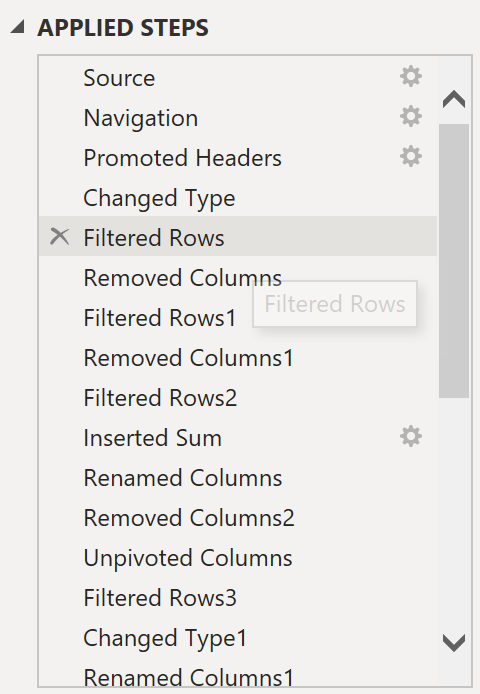 APPLIED STEPS
Source
Navigation
Promoted Headers
Changed Type
Filtered Rows
Removed Columns
Filtered Rows
Filtered Rows1
Removed Columns1
Filtered Rows2
Inserted Sum
Renamed Columns
Removed Columns2
Unpivoted Columns
Filtered Rows3
Changed Type1
Renamed Columns1